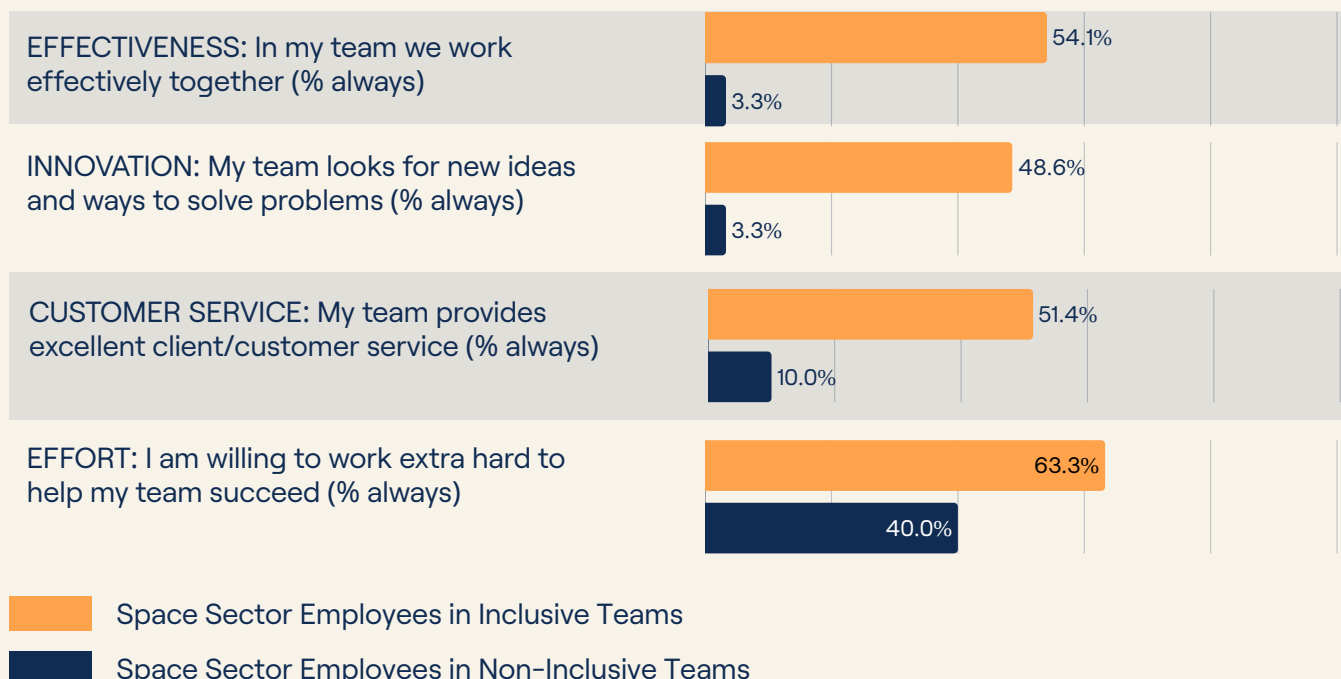 EFFECTIVENESS: In my team we work
effectively together (% always)
54.1%
3.3%
INNOVATION: My team looks for new ideas
and ways to solve problems (% always)
48.6%
3.3%
CUSTOMER SERVICE: My team provides
excellent client/customer service (% always)
51.4%
10.0%
EFFORT: I am willing to work extra hard to
help my team succeed (% always)
63.3%
40.0%
Space Sector Employees in Inclusive Teams
Space Sector Employees in Non-Inclusive Teams